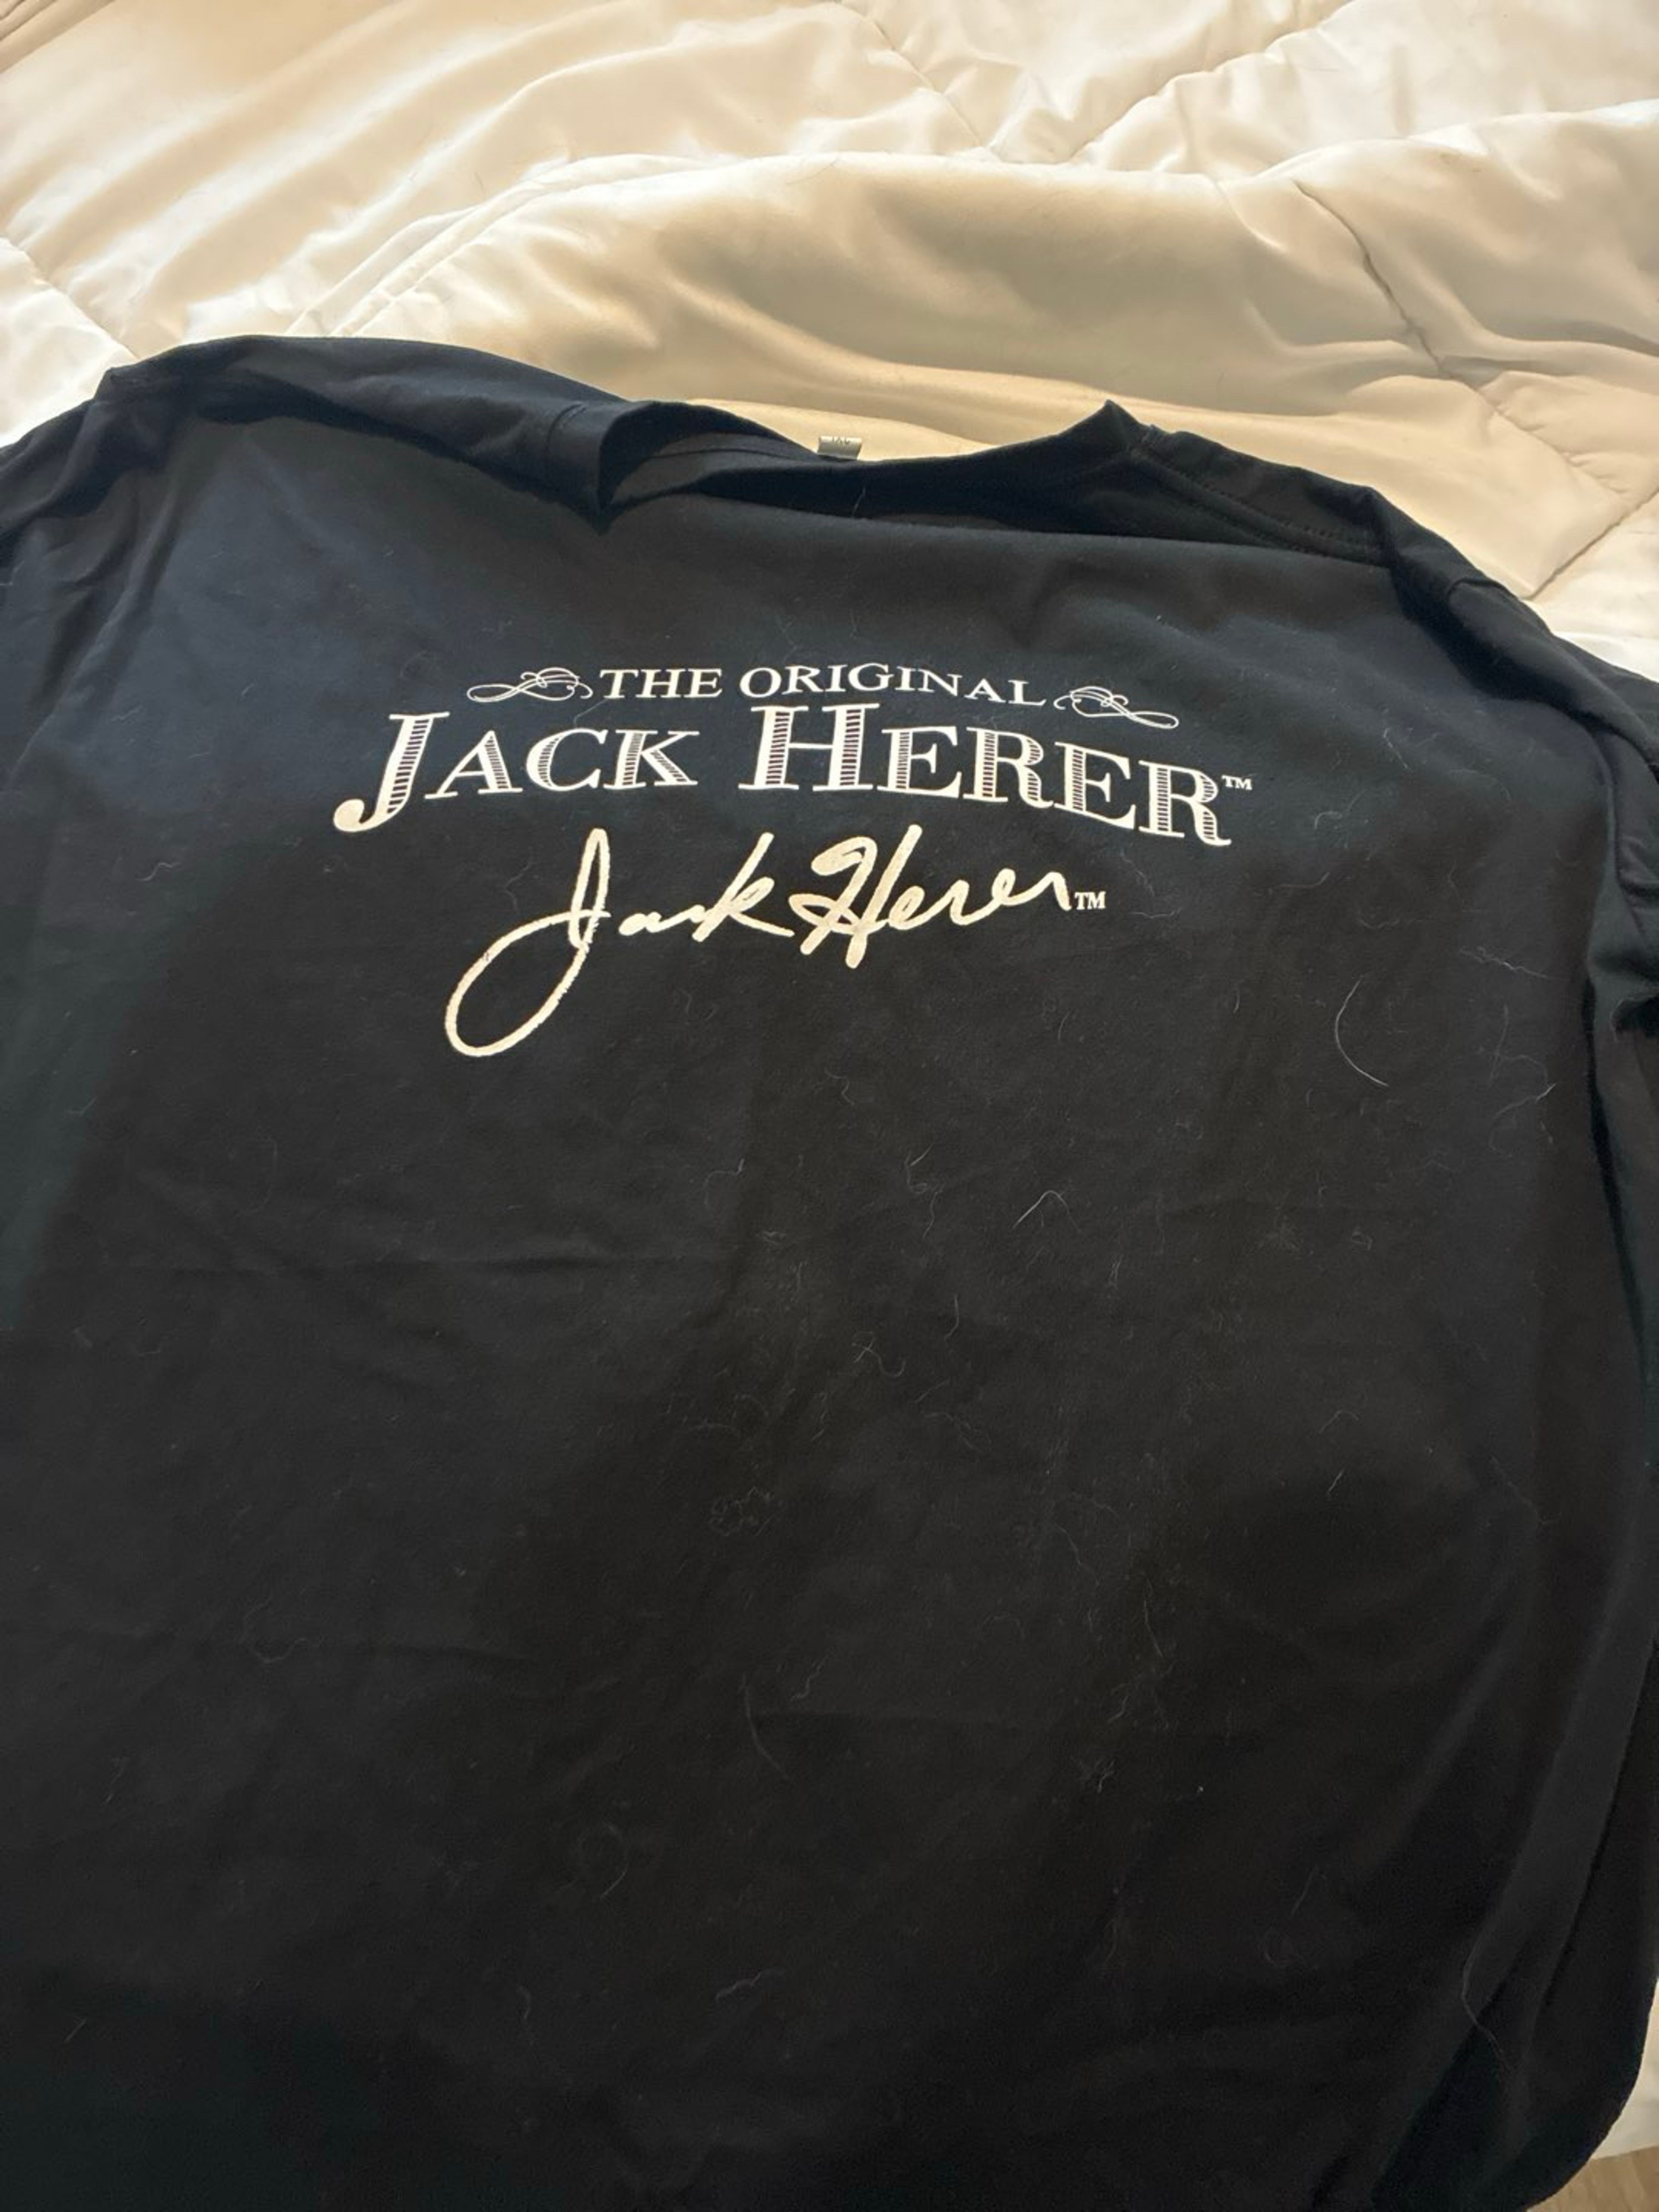 THE ORIGINAL
JACK HERER™
Jack Herer™